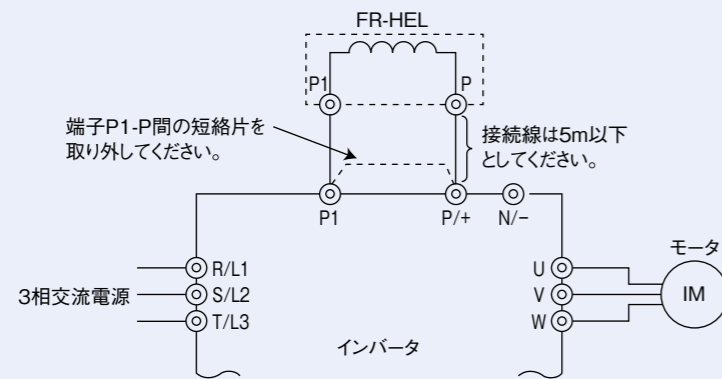 FR-HEL
P1
P
端子P1-P間の短絡片を
取り外してください。
接続線は5m以下
としてください。
P1
P/+
N/−
モータ
R/L1
U
3相交流電源
S/L2
V
IM
T/L3
W
インバータ